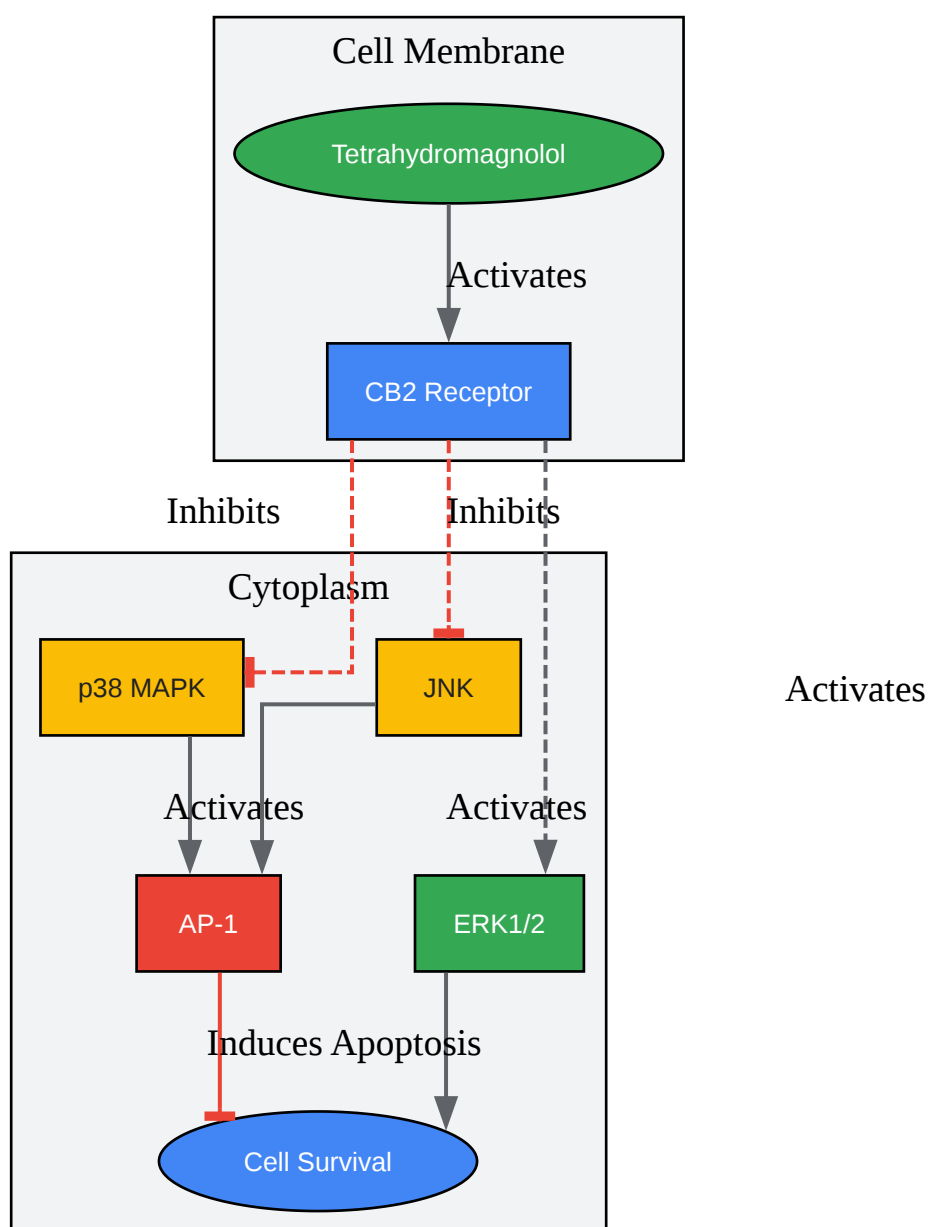 Cell Membrane
Tetrahydromagnolol
Activates
CB2 Receptor
Inhibits
Inhibits
Cytoplasm
p38 MAPK
JNK
Activates
Activates
Activates
AP-1
ERK1/2
Induces Apoptosis
Cell Survival